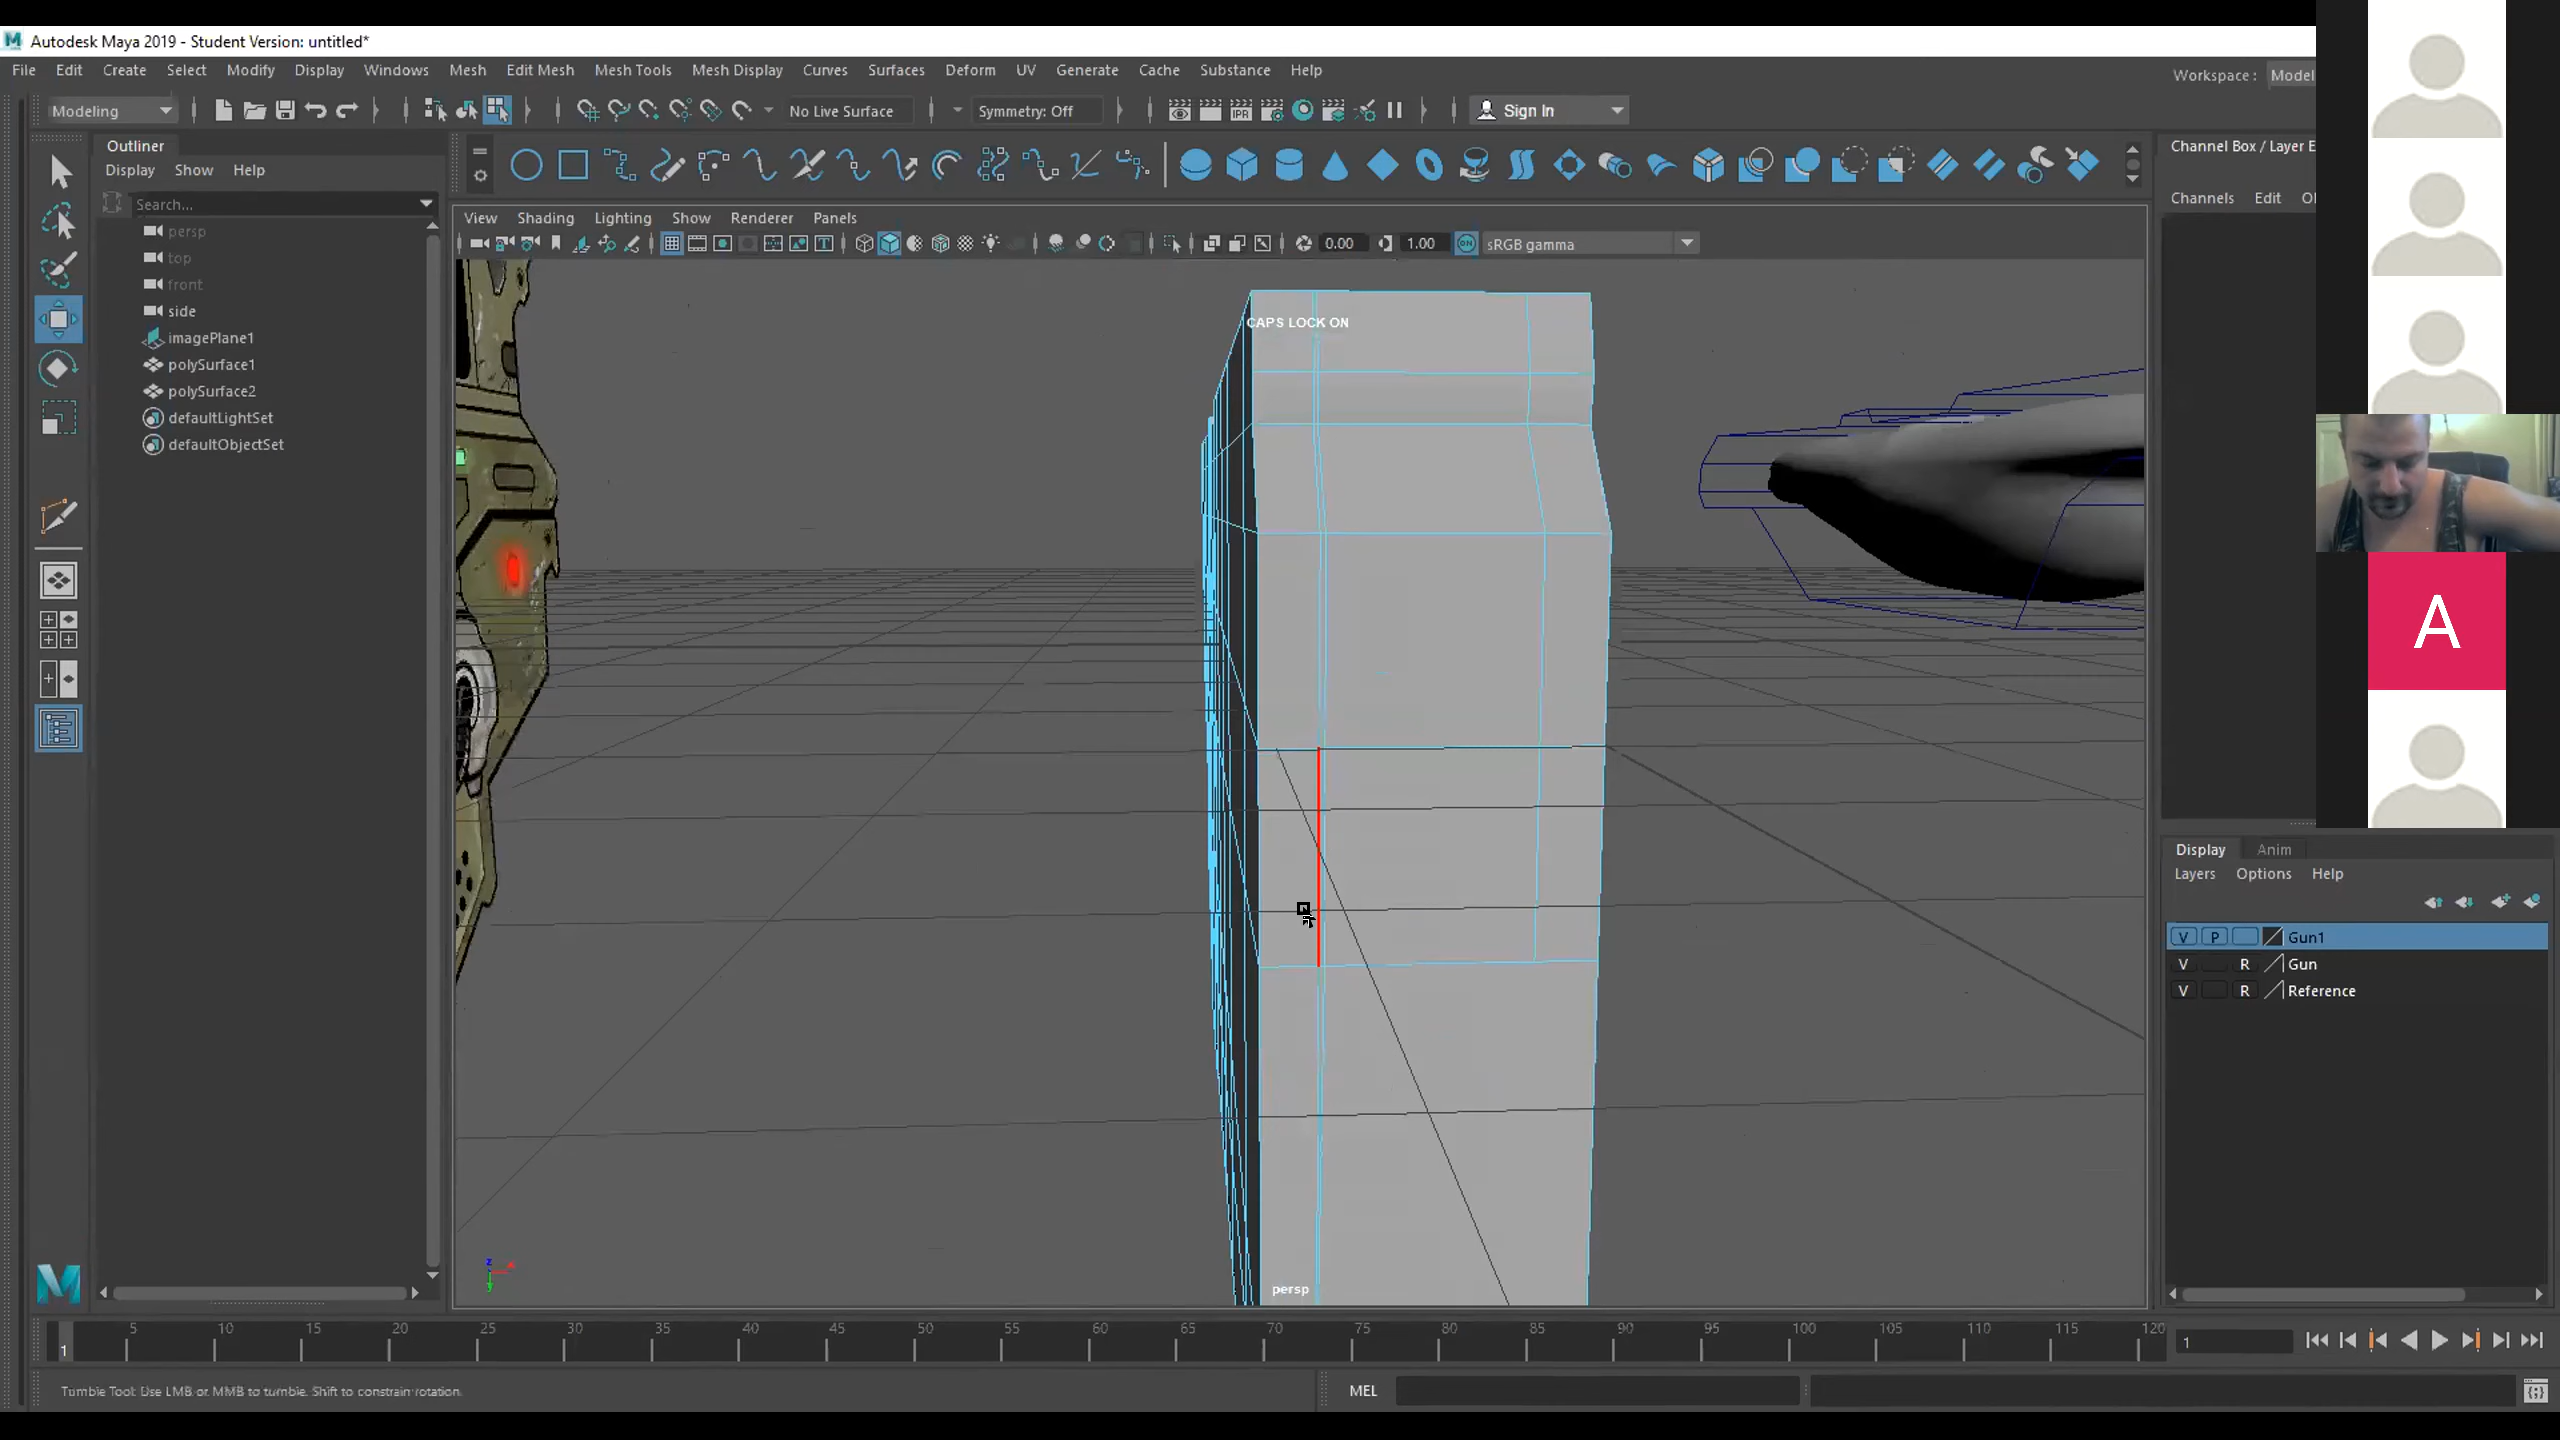 Autodesk Maya 2019 - Student Version: untitled*
File Edit Create Select Modify Display Windows Mesh Edit Mesh Mesh Tools Mesh Display Curves Surfaces Deform UV Generate Cache Substance Help
Workspace : Model
Modeling No Live Surface Symmetry: Off IPR Sign In
Outliner
Display Show Help
Search...
persp
top
front
side
imagePlane1
polySurface1
polySurface2
defaultLightSet
defaultObjectSet
View Shading Lighting Show Renderer Panels
0.00 1.00 ON sRGB gamma
CAPS LOCK ON
persp
Channel Box / Layer E
Channels Edit
A
Display Anim
Layers Options Help
V P Gun1
V R Gun
V R Reference
5 10 15 20 25 30 35 40 45 50 55 60 65 70 75 80 85 90 95 100 105 110 115 120
1
1
Tumble Tool: Use LMB or MMB to tumble. Shift to constrain rotation.
MEL